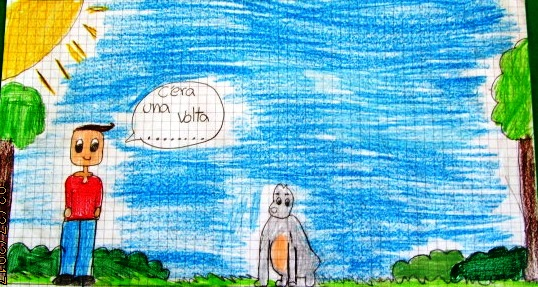 C'era
una volta
..........